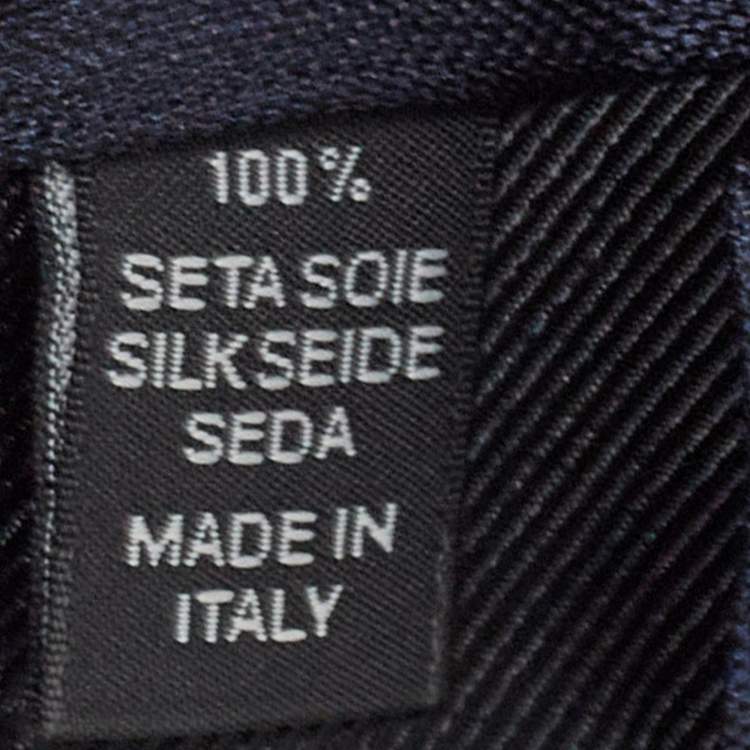 100%
SETA SOIE
SILK SEIDE
SEDA
MADE IN
ITALY